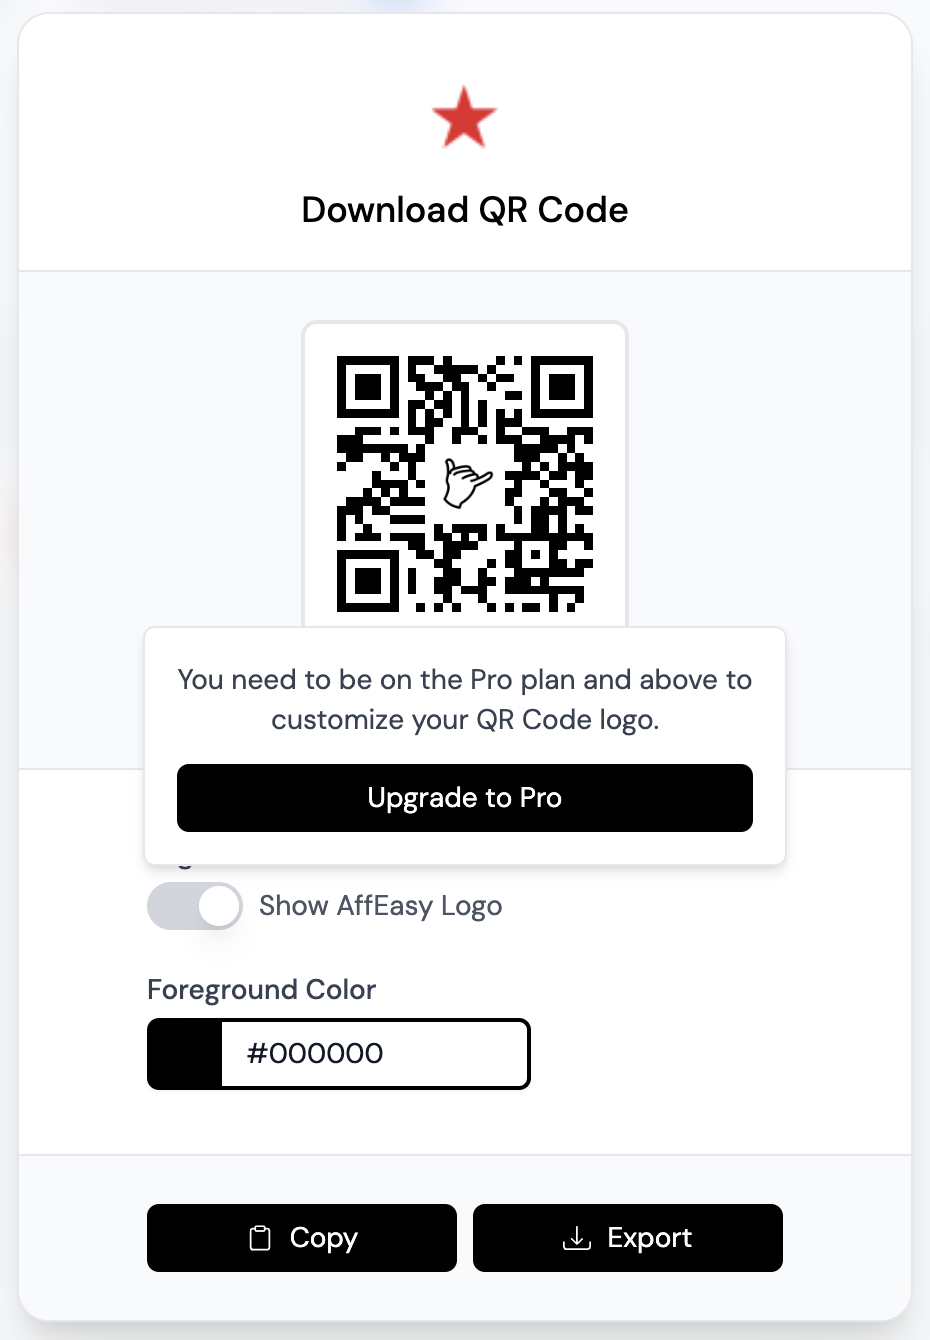 Download QR Code
You need to be on the Pro plan and above to
customize your QR Code logo.
Upgrade to Pro
Show AffEasy Logo
Foreground Color
#000000
Copy
Export